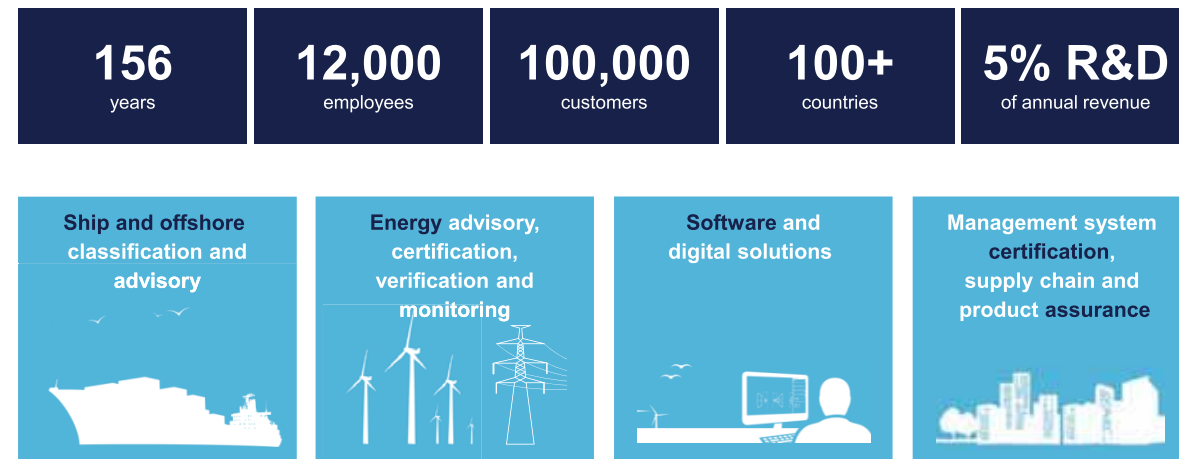 156
years
12,000
employees
100,000
customers
100+
countries
5% R&D
of annual revenue
Ship and offshore
classification and
advisory
Energy advisory,
certification,
verification and
monitoring
Software and
digital solutions
Management system
certification,
supply chain and
product assurance